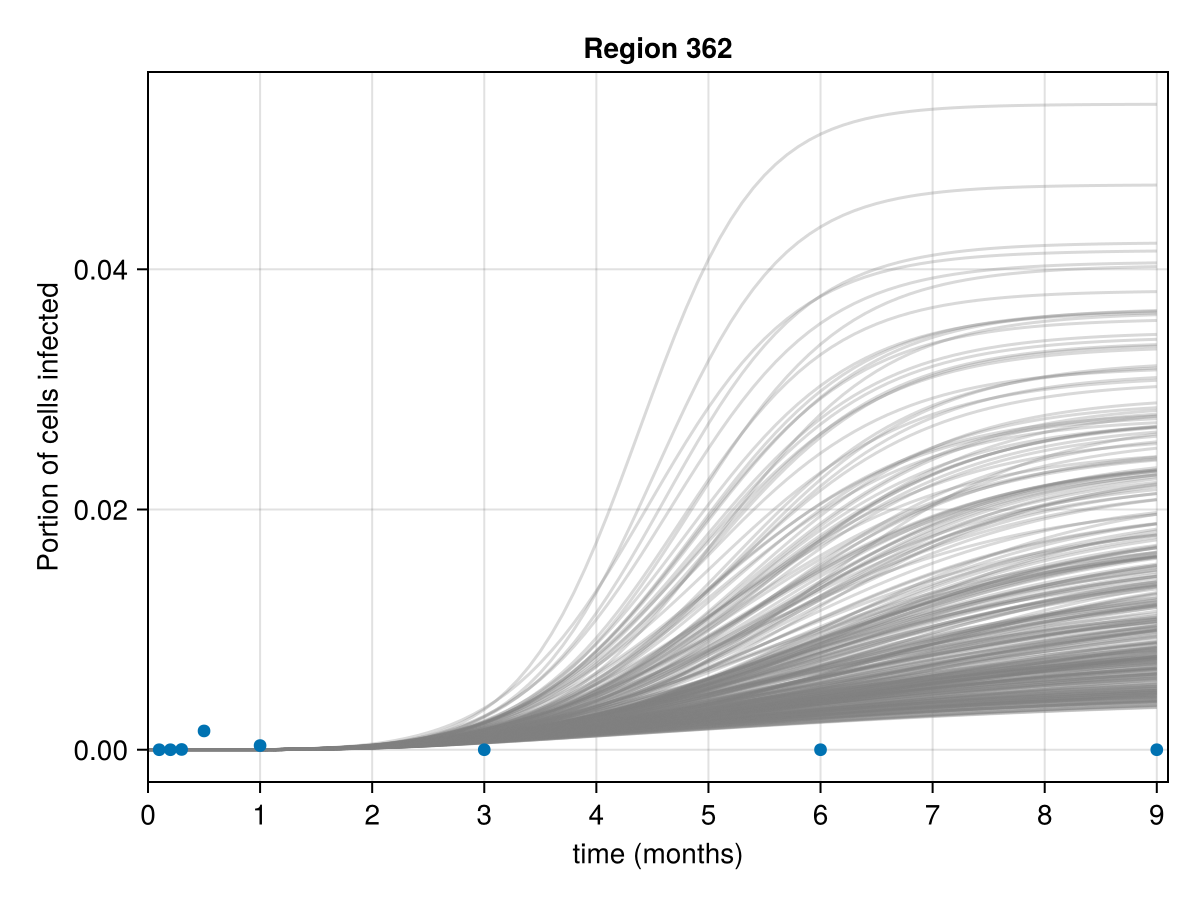 Region 362
Portion of cells infected
0.04
0.02
0.00
0 1 2 3 4 5 6 7 8 9
time (months)